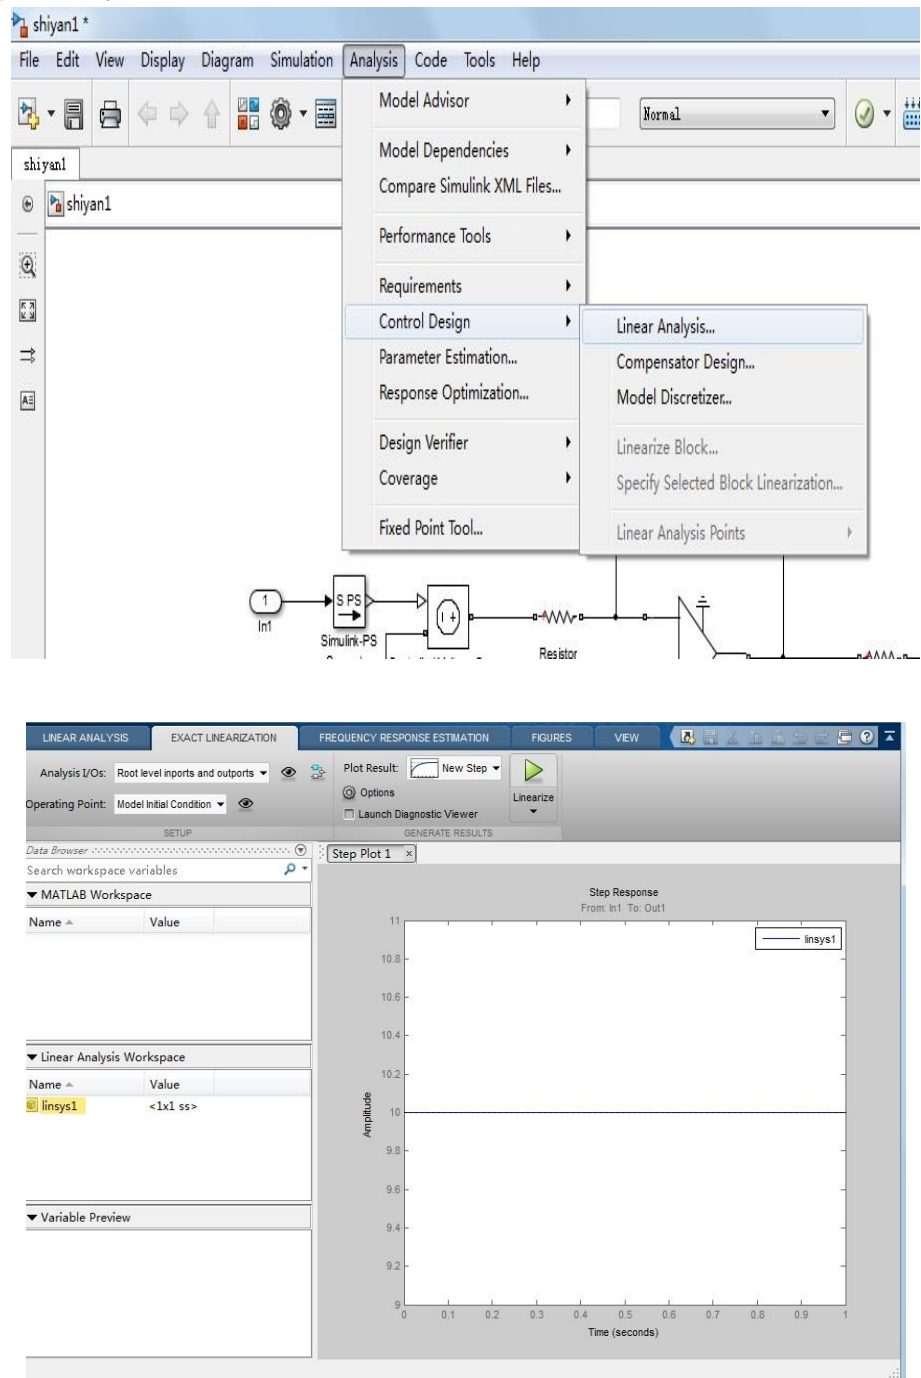 shiyan1 *
File Edit View Display Diagram Simulation Analysis Code Tools Help
Model Advisor
Normal
shiyan1
Model Dependencies
Compare Simulink XML Files...
shiyan1
Performance Tools
Requirements
Control Design
Linear Analysis...
Parameter Estimation...
Compensator Design...
Response Optimization...
Model Discretizer...
Design Verifier
Linearize Block...
Coverage
Specify Selected Block Linearization...
Fixed Point Tool...
Linear Analysis Points
1
S PS
In1
Simulink-PS
Resistor
LINEAR ANALYSIS EXACT LINEARIZATION FREQUENCY RESPONSE ESTIMATION FIGURES VIEW
Analysis I/Os: Root level inports and outports
Plot Result: New Step
Options
Linearize
Operating Point: Model Initial Condition
Launch Diagnostic Viewer
SETUP GENERATE RESULTS
Data Browser
Step Plot 1 ×
Search workspace variables
MATLAB Workspace
Name Value
Linear Analysis Workspace
Name Value
linsys1 <1x1 ss>
Variable Preview
Step Response
From: In1 To: Out1
linsys1
11
10.8
10.6
10.4
10.2
10
9.8
9.6
9.4
9.2
9
Amplitude
0 0.1 0.2 0.3 0.4 0.5 0.6 0.7 0.8 0.9 1
Time (seconds)